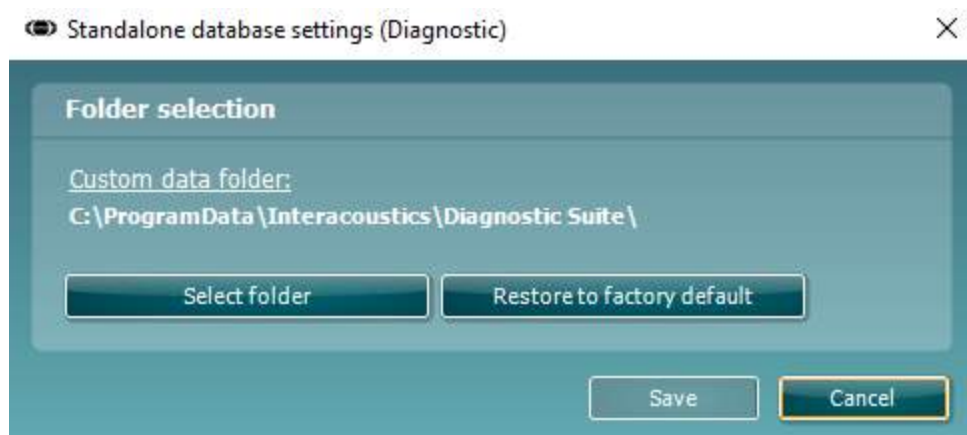 Standalone database settings (Diagnostic)
Folder selection
Custom data folder:
C:\ProgramData\Interacoustics\Diagnostic Suite\
Select folder
Restore to factory default
Save
Cancel